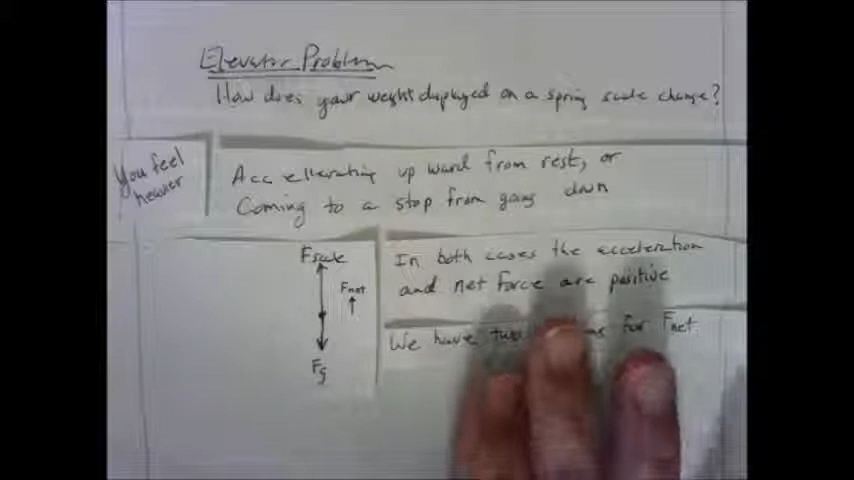 Elevator Problem
How does your weight displayed on a spring scale change?
You feel
heavier
Accellerating up ward from rest, or
Coming to a stop from going down
Fscale
Fnet
Fg
In both cases the acceleration
and net force are positive
We have two for Fnet